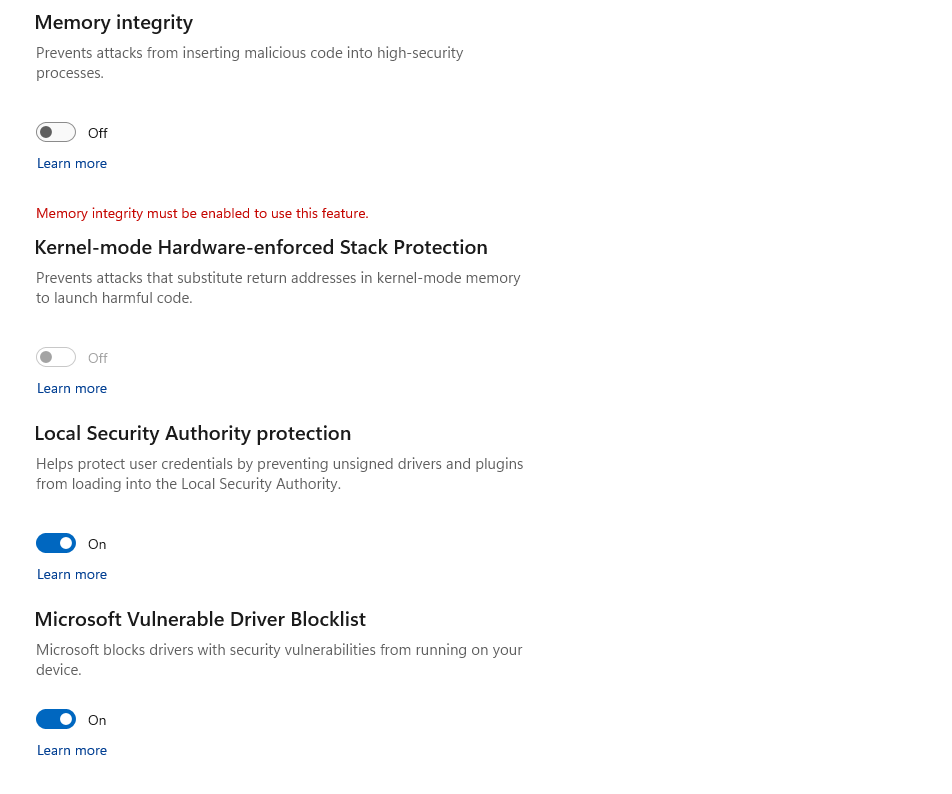 Memory integrity
Prevents attacks from inserting malicious code into high-security
processes.
Off
Learn more
Memory integrity must be enabled to use this feature.
Kernel-mode Hardware-enforced Stack Protection
Prevents attacks that substitute return addresses in kernel-mode memory
to launch harmful code.
Off
Learn more
Local Security Authority protection
Helps protect user credentials by preventing unsigned drivers and plugins
from loading into the Local Security Authority.
On
Learn more
Microsoft Vulnerable Driver Blocklist
Microsoft blocks drivers with security vulnerabilities from running on your
device.
On
Learn more